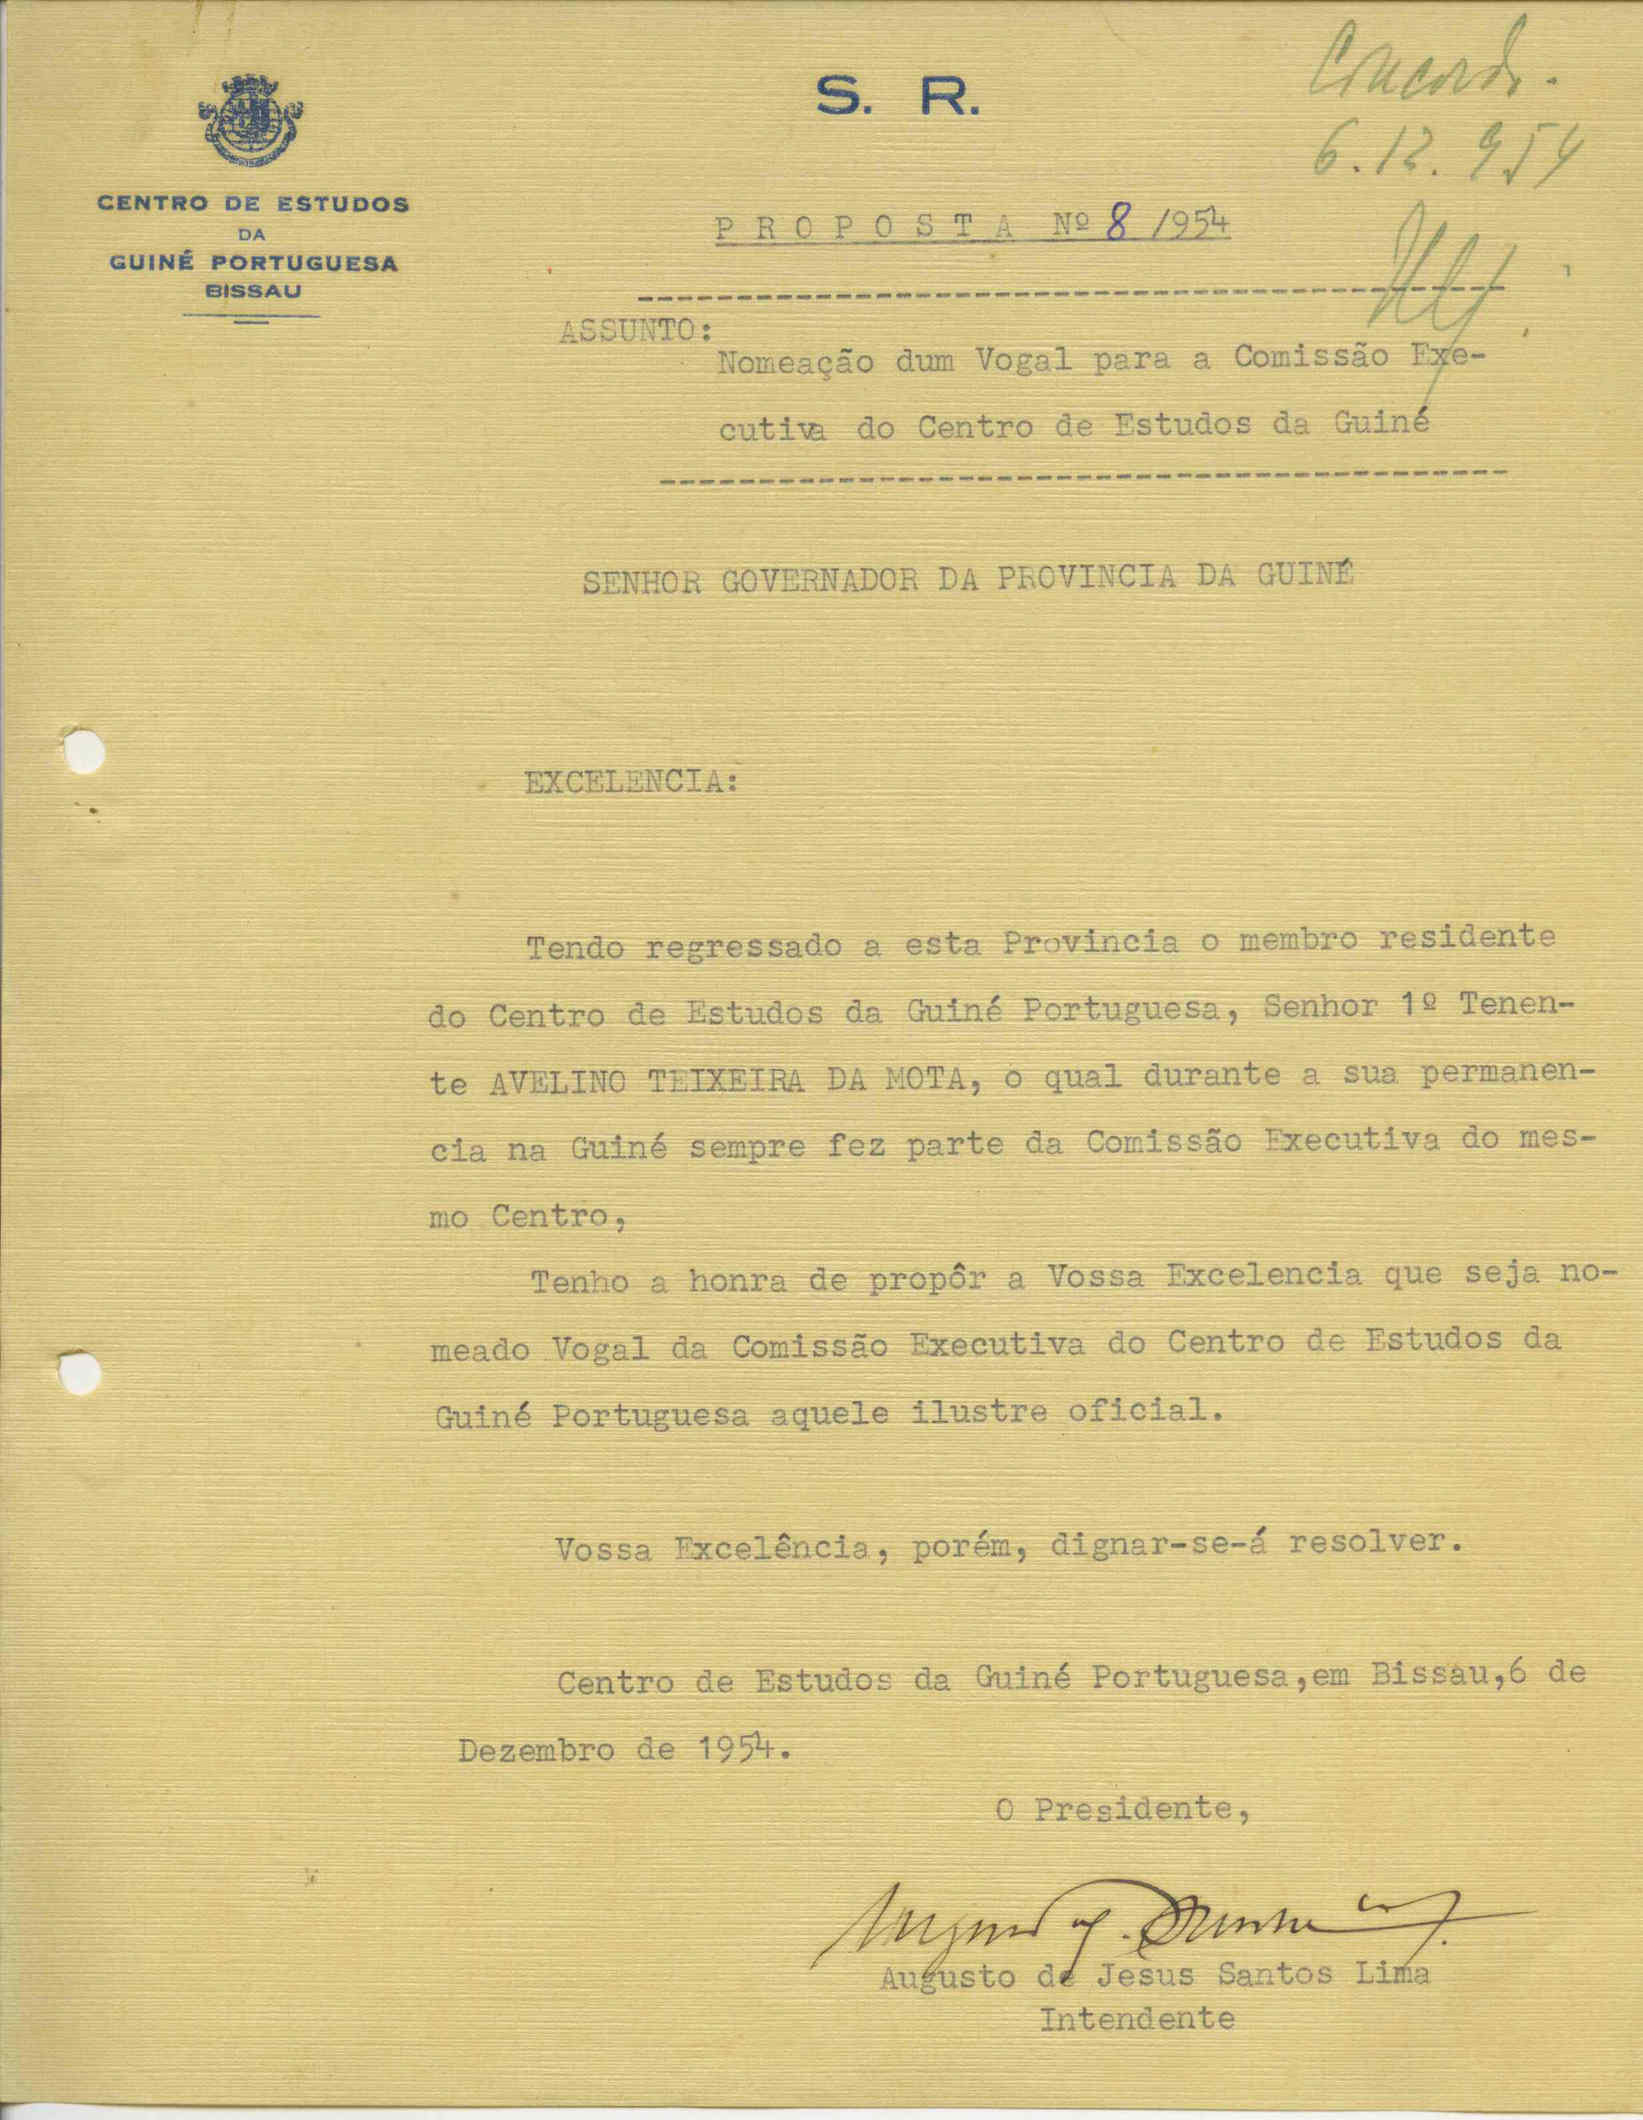 S. R.
Concordo.
6.12.954
CENTRO DE ESTUDOS
DA
GUINÉ PORTUGUESA
BISSAU
PROPOSTA Nº 8 /954
ASSUNTO:
Nomeação dum Vogal para a Comissão Exe-
cutiva do Centro de Estudos da Guiné
SENHOR GOVERNADOR DA PROVINCIA DA GUINÉ
EXCELENCIA:
Tendo regressado a esta Provincia o membro residente
do Centro de Estudos da Guiné Portuguesa, Senhor 1º Tenen-
te AVELINO TEIXEIRA DA MOTA, o qual durante a sua permanen-
cia na Guiné sempre fez parte da Comissão Executiva do mes-
mo Centro,
Tenho a honra de propôr a Vossa Excelencia que seja no-
meado Vogal da Comissão Executiva do Centro de Estudos da
Guiné Portuguesa aquele ilustre oficial.
Vossa Excelência, porém, dignar-se-á resolver.
Centro de Estudos da Guiné Portuguesa,em Bissau,6 de
Dezembro de 1954.
O Presidente,
Augusto de Jesus Santos Lima
Intendente